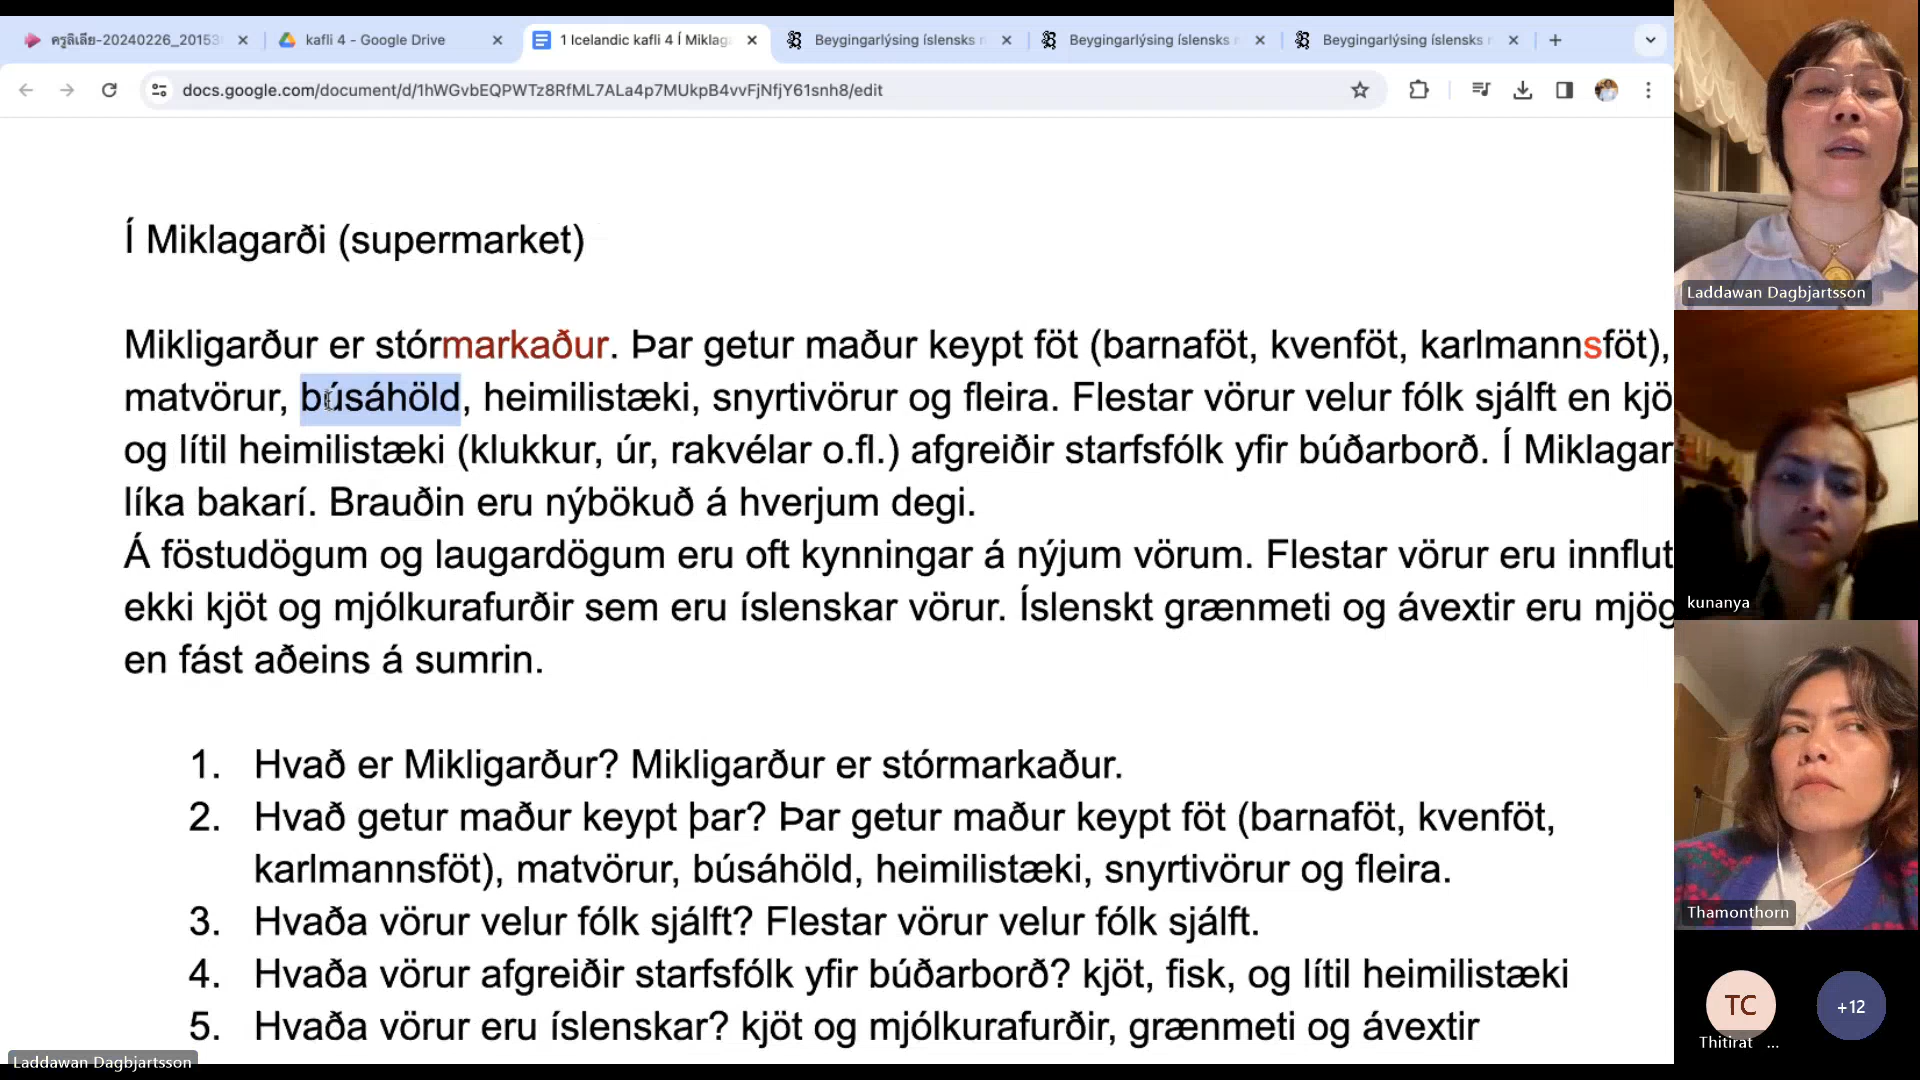 ครูลิเลีย-20240226_20153
kafli 4 - Google Drive
1 Icelandic kafli 4 Í Miklag
Beygingarlýsing íslensks n
Beygingarlýsing íslensks n
Beygingarlýsing íslensks n
docs.google.com/document/d/1hWGvbEQPWTz8RfML7ALa4p7MUkpB4vvFjNfjY61snh8/edit
Í Miklagarði (supermarket)
Mikligarður er stórmarkaður. Þar getur maður keypt föt (barnaföt, kvenföt, karlmannsföt),
matvörur, búsáhöld, heimilistæki, snyrtivörur og fleira. Flestar vörur velur fólk sjálft en kjö
og lítil heimilistæki (klukkur, úr, rakvélar o.fl.) afgreiðir starfsfólk yfir búðarborð. Í Miklagar
líka bakarí. Brauðin eru nýbökuð á hverjum degi.
Á föstudögum og laugardögum eru oft kynningar á nýjum vörum. Flestar vörur eru innflut
ekki kjöt og mjólkurafurðir sem eru íslenskar vörur. Íslenskt grænmeti og ávextir eru mjög
en fást aðeins á sumrin.
1. Hvað er Mikligarður? Mikligarður er stórmarkaður.
2. Hvað getur maður keypt þar? Þar getur maður keypt föt (barnaföt, kvenföt,
karlmannsföt), matvörur, búsáhöld, heimilistæki, snyrtivörur og fleira.
3. Hvaða vörur velur fólk sjálft? Flestar vörur velur fólk sjálft.
4. Hvaða vörur afgreiðir starfsfólk yfir búðarborð? kjöt, fisk, og lítil heimilistæki
5. Hvaða vörur eru íslenskar? kjöt og mjólkurafurðir, grænmeti og ávextir
Laddawan Dagbjartsson
Laddawan Dagbjartsson
kunanya
Thamonthorn
TC
+12
Thitirat ...